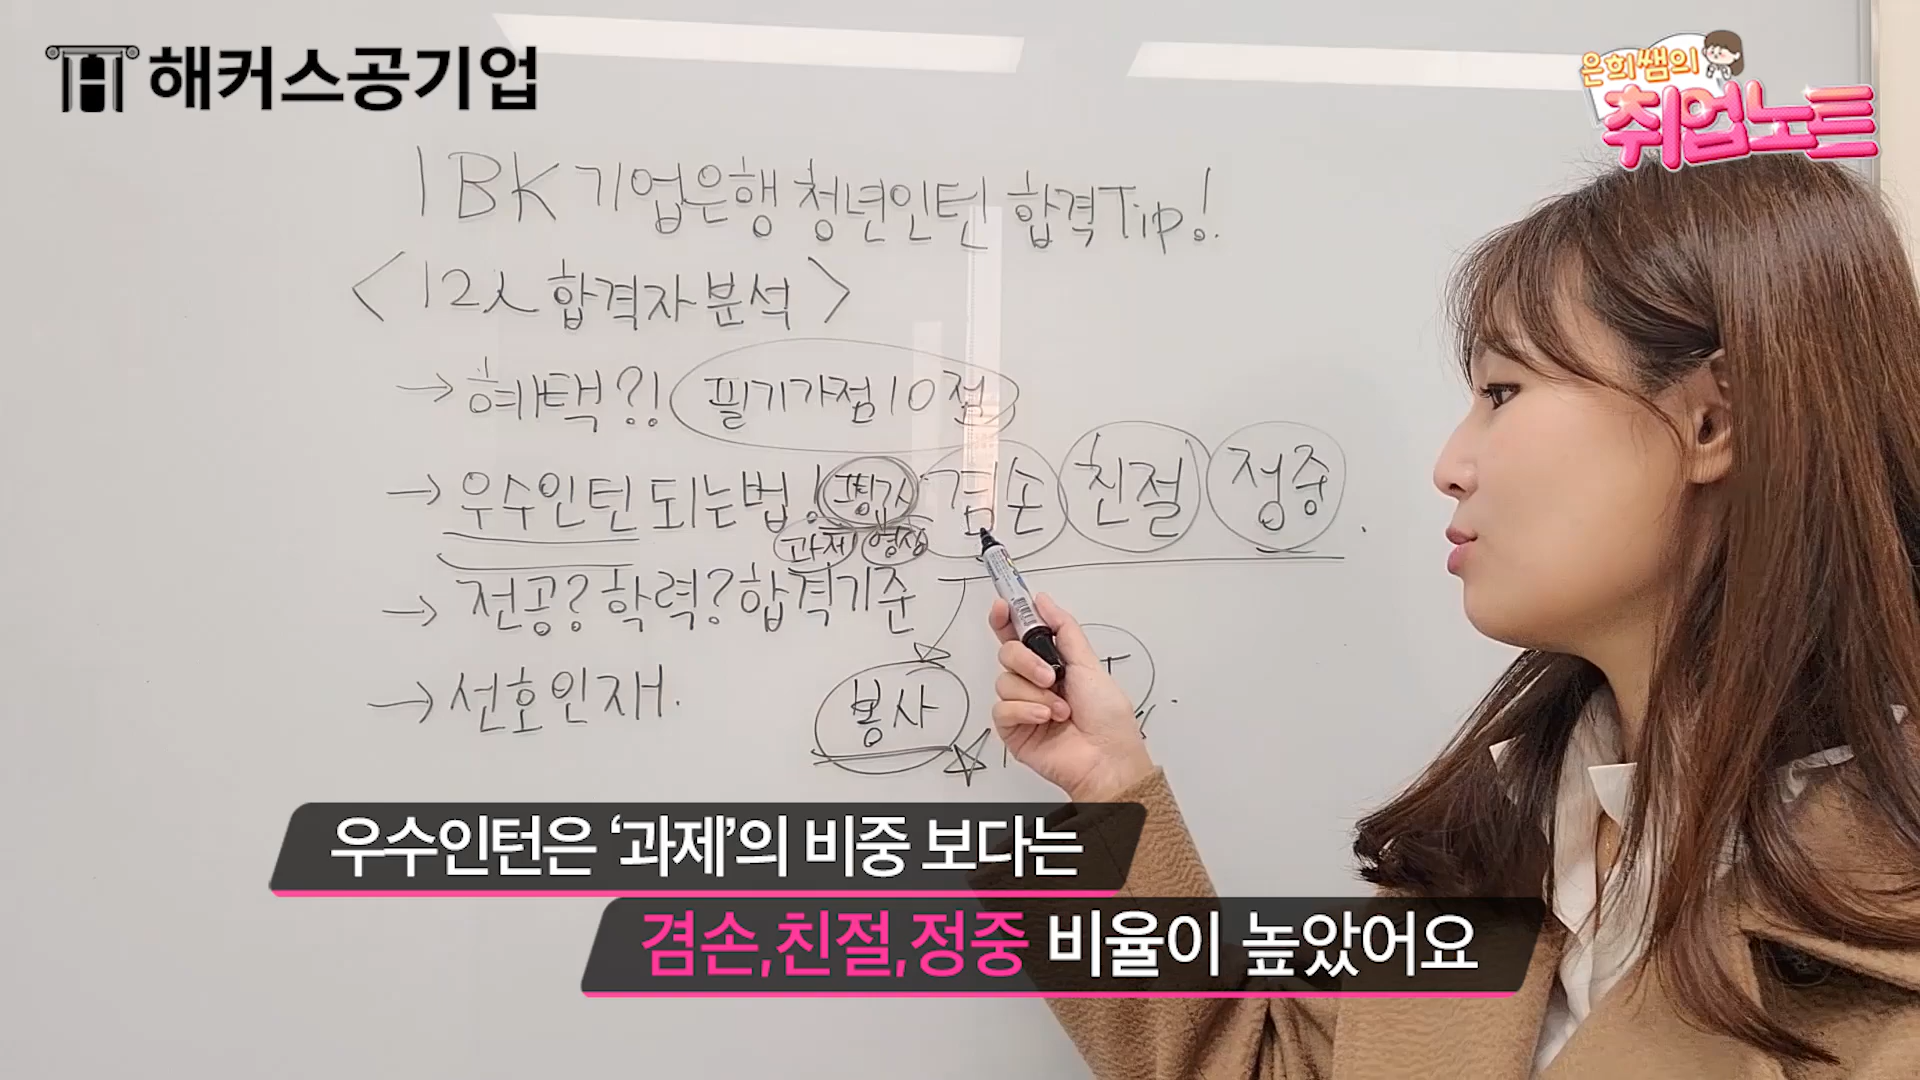 해커스공기업
은희쌤의
취업노트
IBK기업은행 청년인턴 합격Tip!
<12人 합격자 분석>
→ 혜택?! 필기가점10점
→ 우수인턴 되는법! 평가 겸손 친절 정중
과제 영상
→ 전공? 학력? 합격기준
→ 선호인재.
봉사
우수인턴은 ‘과제’의 비중 보다는
겸손,친절,정중 비율이 높았어요